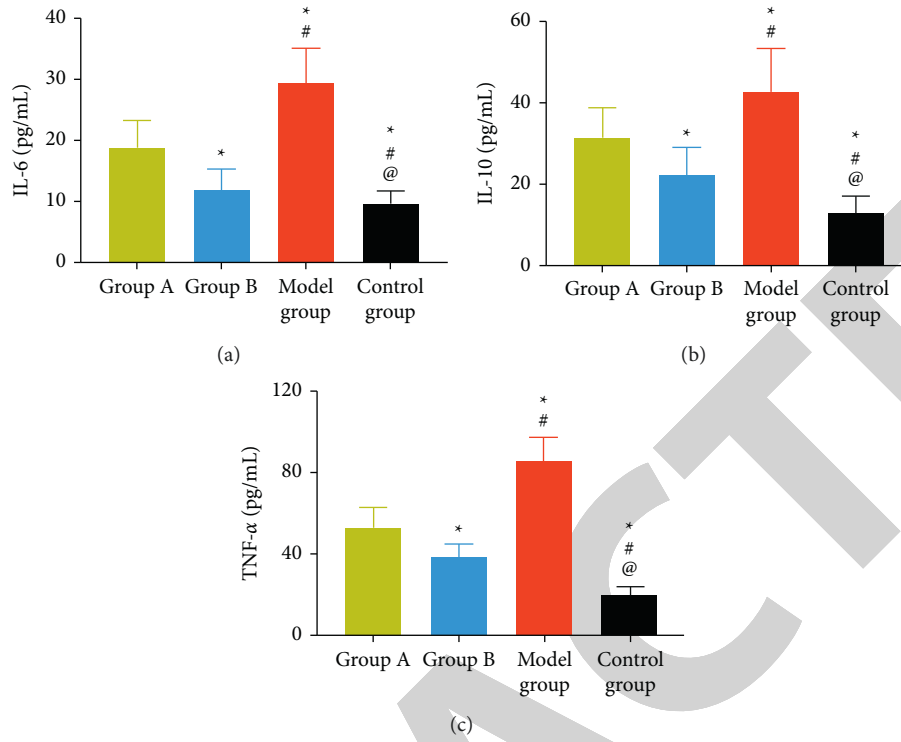 40
30
20
10
0
IL-6 (pg/mL)
*
*
#
*
#
@
Group A
Group B
Model
group
Control
group
(a)
60
40
20
0
IL-10 (pg/mL)
*
*
#
*
#
@
Group A
Group B
Model
group
Control
group
(b)
120
80
40
0
TNF-α (pg/mL)
*
*
#
*
#
@
Group A
Group B
Model
group
Control
group
(c)